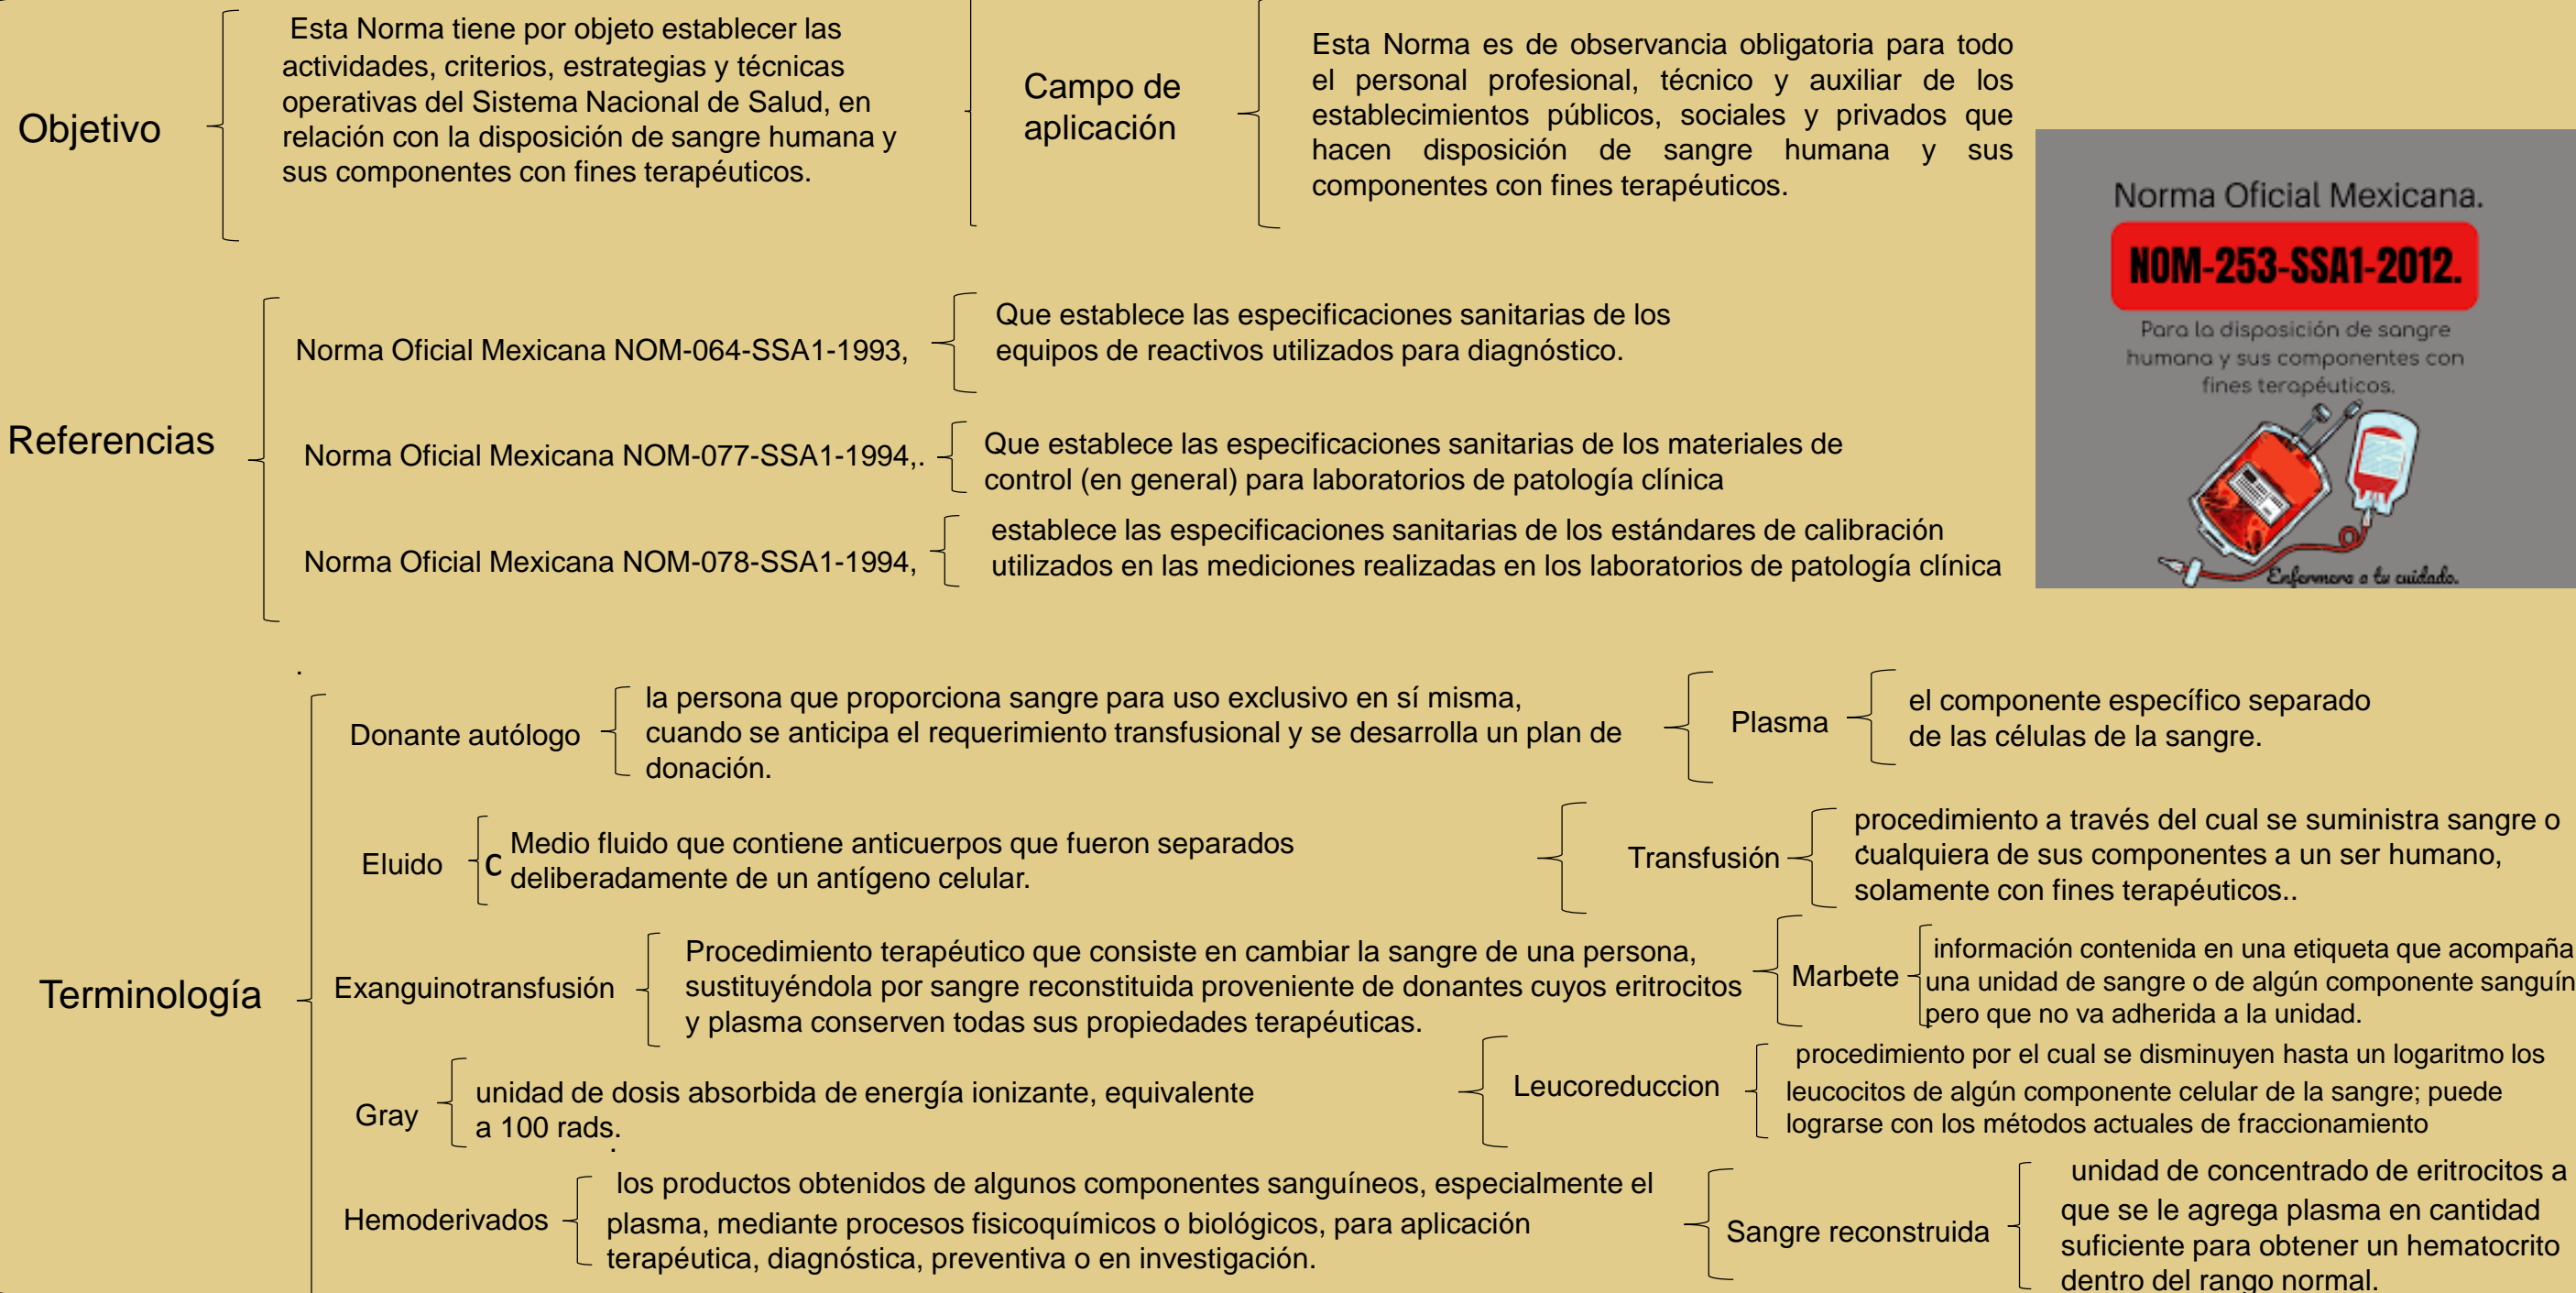 Objetivo
Esta Norma tiene por objeto establecer las
actividades, criterios, estrategias y técnicas
operativas del Sistema Nacional de Salud, en
relación con la disposición de sangre humana y
sus componentes con fines terapéuticos.
Campo de
aplicación
Esta Norma es de observancia obligatoria para todo
el personal profesional, técnico y auxiliar de los
establecimientos públicos, sociales y privados que
hacen disposición de sangre humana y sus
componentes con fines terapéuticos.
Norma Oficial Mexicana.
NOM-253-SSA1-2012.
Para la disposición de sangre
humana y sus componentes con
fines terapéuticos.
Enfermera a tu cuidado.
Referencias
Norma Oficial Mexicana NOM-064-SSA1-1993,
Que establece las especificaciones sanitarias de los
equipos de reactivos utilizados para diagnóstico.
Norma Oficial Mexicana NOM-077-SSA1-1994,.
Que establece las especificaciones sanitarias de los materiales de
control (en general) para laboratorios de patología clínica
Norma Oficial Mexicana NOM-078-SSA1-1994,
establece las especificaciones sanitarias de los estándares de calibración
utilizados en las mediciones realizadas en los laboratorios de patología clínica
.
Terminología
Donante autólogo
la persona que proporciona sangre para uso exclusivo en sí misma,
cuando se anticipa el requerimiento transfusional y se desarrolla un plan de
donación.
Plasma
el componente específico separado
de las células de la sangre.
Eluido
c
Medio fluido que contiene anticuerpos que fueron separados
deliberadamente de un antígeno celular.
Transfusión
procedimiento a través del cual se suministra sangre o
cualquiera de sus componentes a un ser humano,
solamente con fines terapéuticos..
Exanguinotransfusión
Procedimiento terapéutico que consiste en cambiar la sangre de una persona,
sustituyéndola por sangre reconstituida proveniente de donantes cuyos eritrocitos
y plasma conserven todas sus propiedades terapéuticas.
Marbete
información contenida en una etiqueta que acompaña
una unidad de sangre o de algún componente sanguín
pero que no va adherida a la unidad.
Gray
unidad de dosis absorbida de energía ionizante, equivalente
a 100 rads.
.
Leucoreduccion
procedimiento por el cual se disminuyen hasta un logaritmo los
leucocitos de algún componente celular de la sangre; puede
lograrse con los métodos actuales de fraccionamiento
Hemoderivados
los productos obtenidos de algunos componentes sanguíneos, especialmente el
plasma, mediante procesos fisicoquímicos o biológicos, para aplicación
terapéutica, diagnóstica, preventiva o en investigación.
Sangre reconstruida
unidad de concentrado de eritrocitos a
que se le agrega plasma en cantidad
suficiente para obtener un hematocrito
dentro del rango normal.